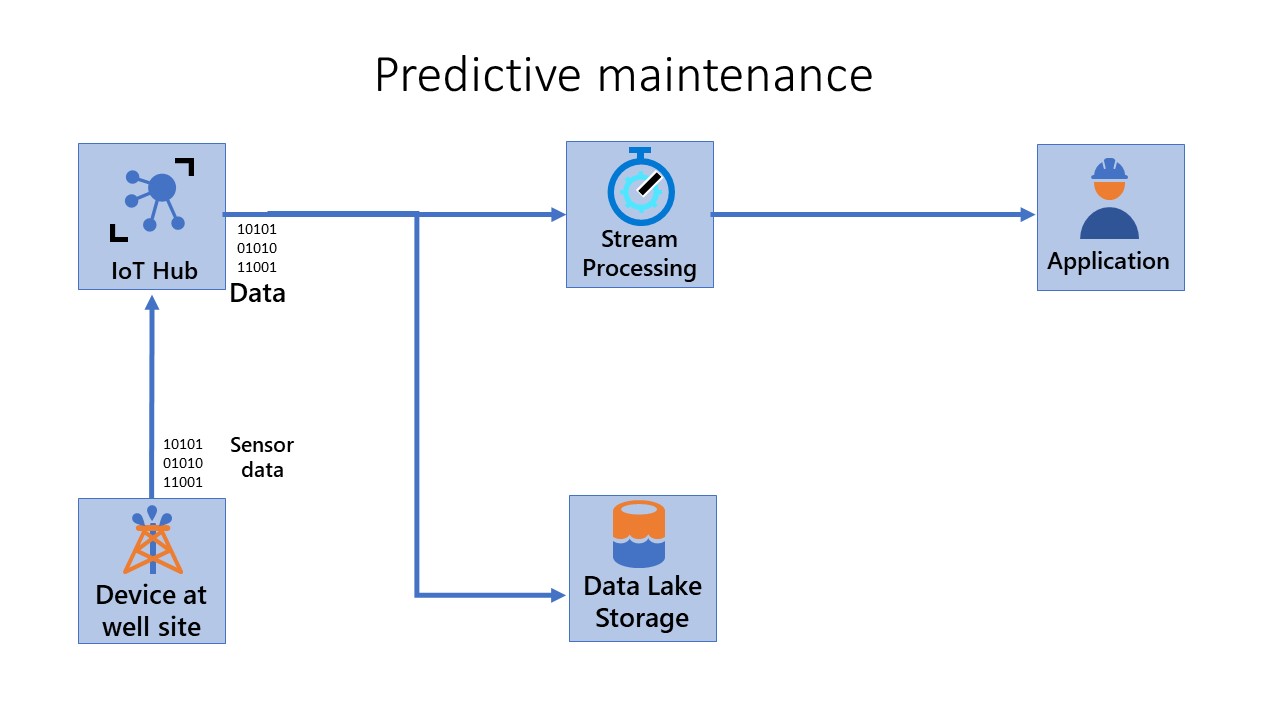 Predictive maintenance
IoT Hub
10101
01010
11001
Data
Stream
Processing
Application
10101
01010
11001
Sensor
data
Device at
well site
Data Lake
Storage